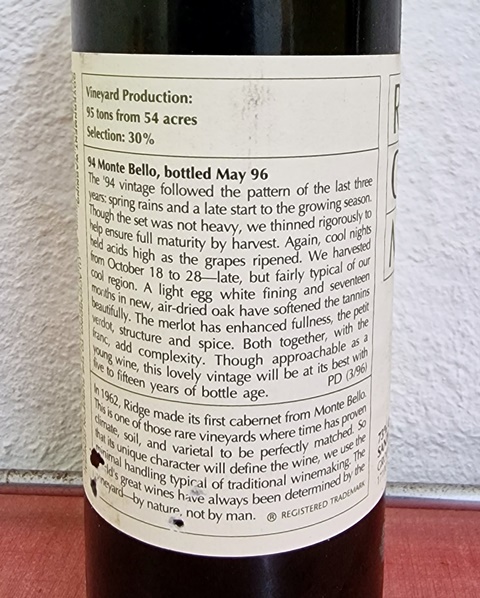 Vineyard Production:
95 tons from 54 acres
Selection: 30%
94 Monte Bello, bottled May 96
The '94 vintage followed the pattern of the last three
years: spring rains and a late start to the growing season.
Though the set was not heavy, we thinned rigorously to
help ensure full maturity by harvest. Again, cool nights
held acids high as the grapes ripened. We harvested
from October 18 to 28—late, but fairly typical of our
cool region. A light egg white fining and seventeen
months in new, air-dried oak have softened the tannins
beautifully. The merlot has enhanced fullness, the petit
verdot, structure and spice. Both together, with the
franc, add complexity. Though approachable as a
young wine, this lovely vintage will be at its best with
five to fifteen years of bottle age.
PD (3/96)
In 1962, Ridge made its first cabernet from Monte Bello.
This is one of those rare vineyards where time has proven
climate, soil, and varietal to be perfectly matched. So
that its unique character will define the wine, we use the
minimal handling typical of traditional winemaking. The
great wines have always been determined by the
vineyard—by nature, not by man. ® REGISTERED TRADEMARK